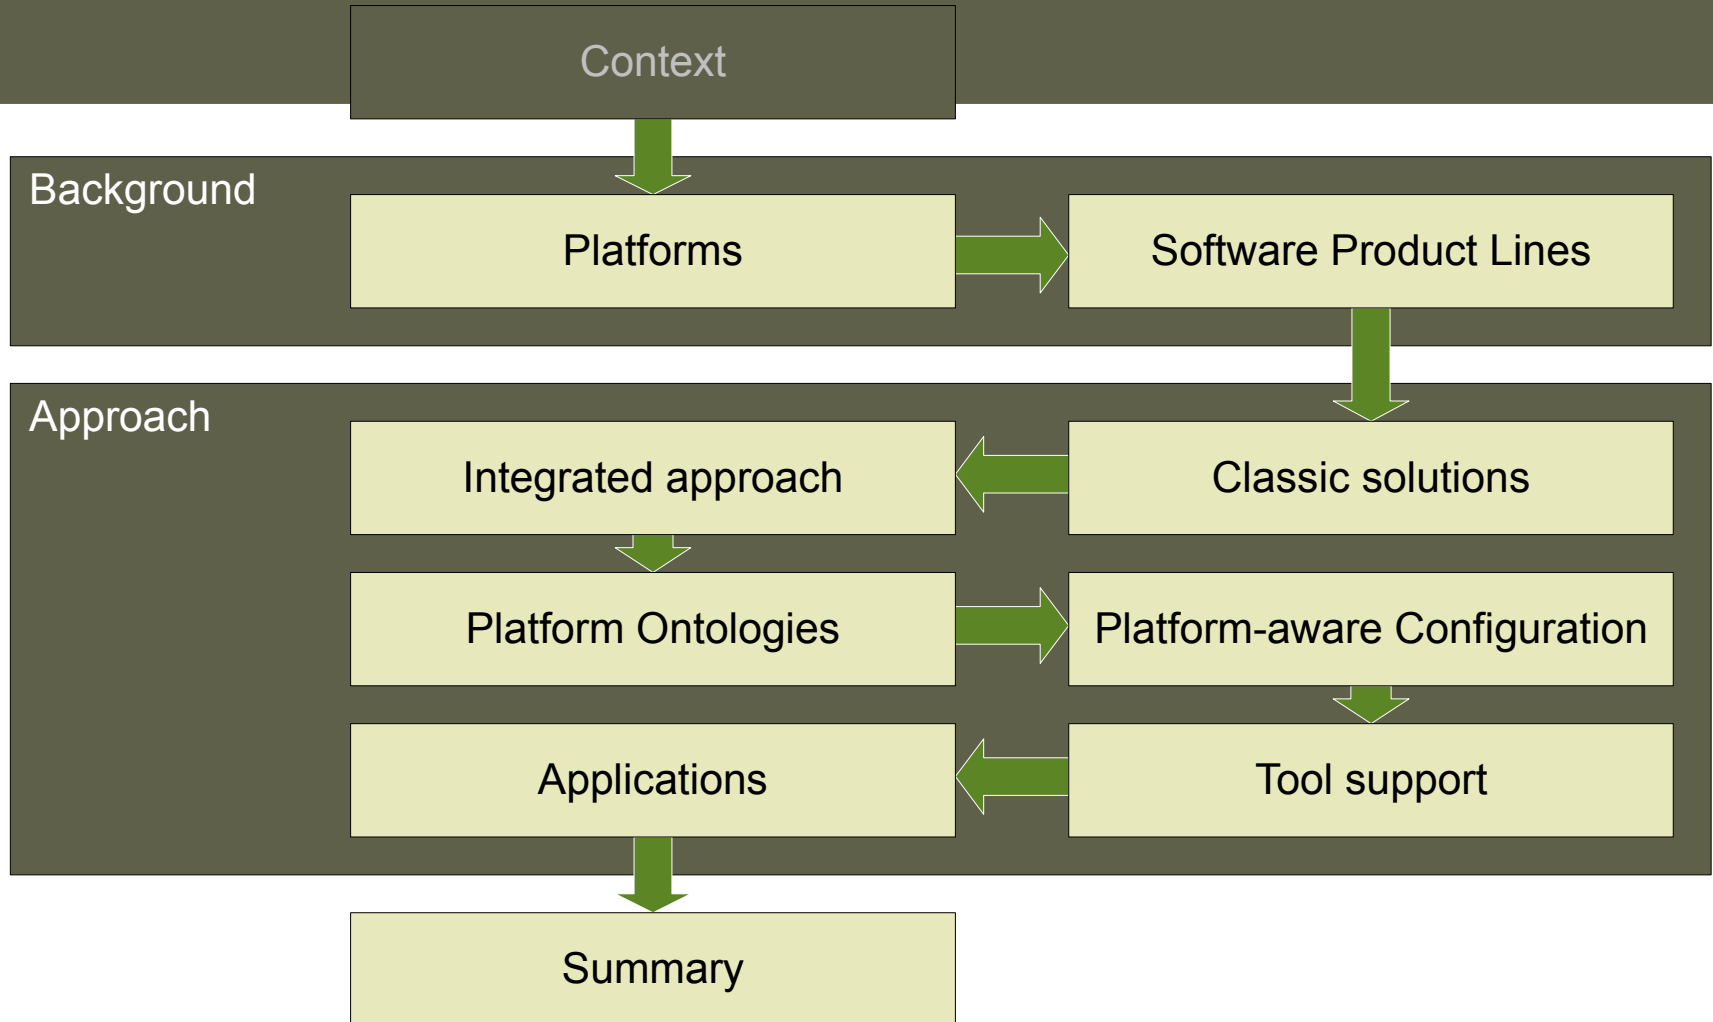 Context
Background
Platforms
Software Product Lines
Approach
Integrated approach
Classic solutions
Platform Ontologies
Platform-aware Configuration
Applications
Tool support
Summary